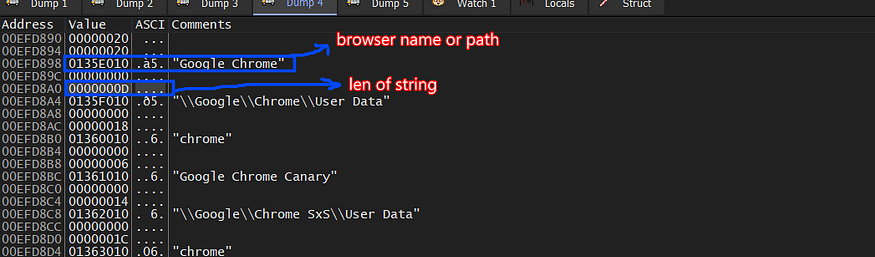 Dump 1 Dump 2 Dump 3 Dump 4 Dump 5 Watch 1 Locals Struct
Address Value ASCI Comments
00EFD890 00000020 ...
00EFD894 00000020 ...
browser name or path
00EFD898 0135E010 .à5. "Google Chrome"
00EFD89C 00000000 ....
len of string
00EFD8A0 0000000D ....
00EFD8A4 0135F010 .ð5. "\\Google\\Chrome\\User Data"
00EFD8A8 00000000 ....
00EFD8AC 00000018 ....
00EFD8B0 01360010 ..6. "chrome"
00EFD8B4 00000000 ....
00EFD8B8 00000006 ....
00EFD8BC 01361010 ..6. "Google Chrome Canary"
00EFD8C0 00000000 ....
00EFD8C4 00000014 ....
00EFD8C8 01362010 . 6. "\\Google\\Chrome SxS\\User Data"
00EFD8CC 00000000 ....
00EFD8D0 0000001C ....
00EFD8D4 01363010 .06. "chrome"